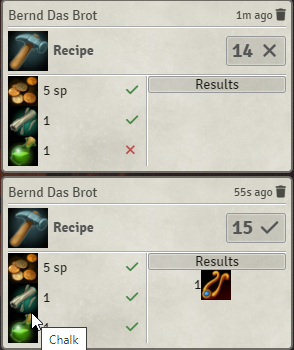 Bernd Das Brot 1m ago
Recipe 14
Results
5 sp
1
1
Bernd Das Brot 55s ago
Recipe 15
Results
5 sp
1
1
1
Chalk